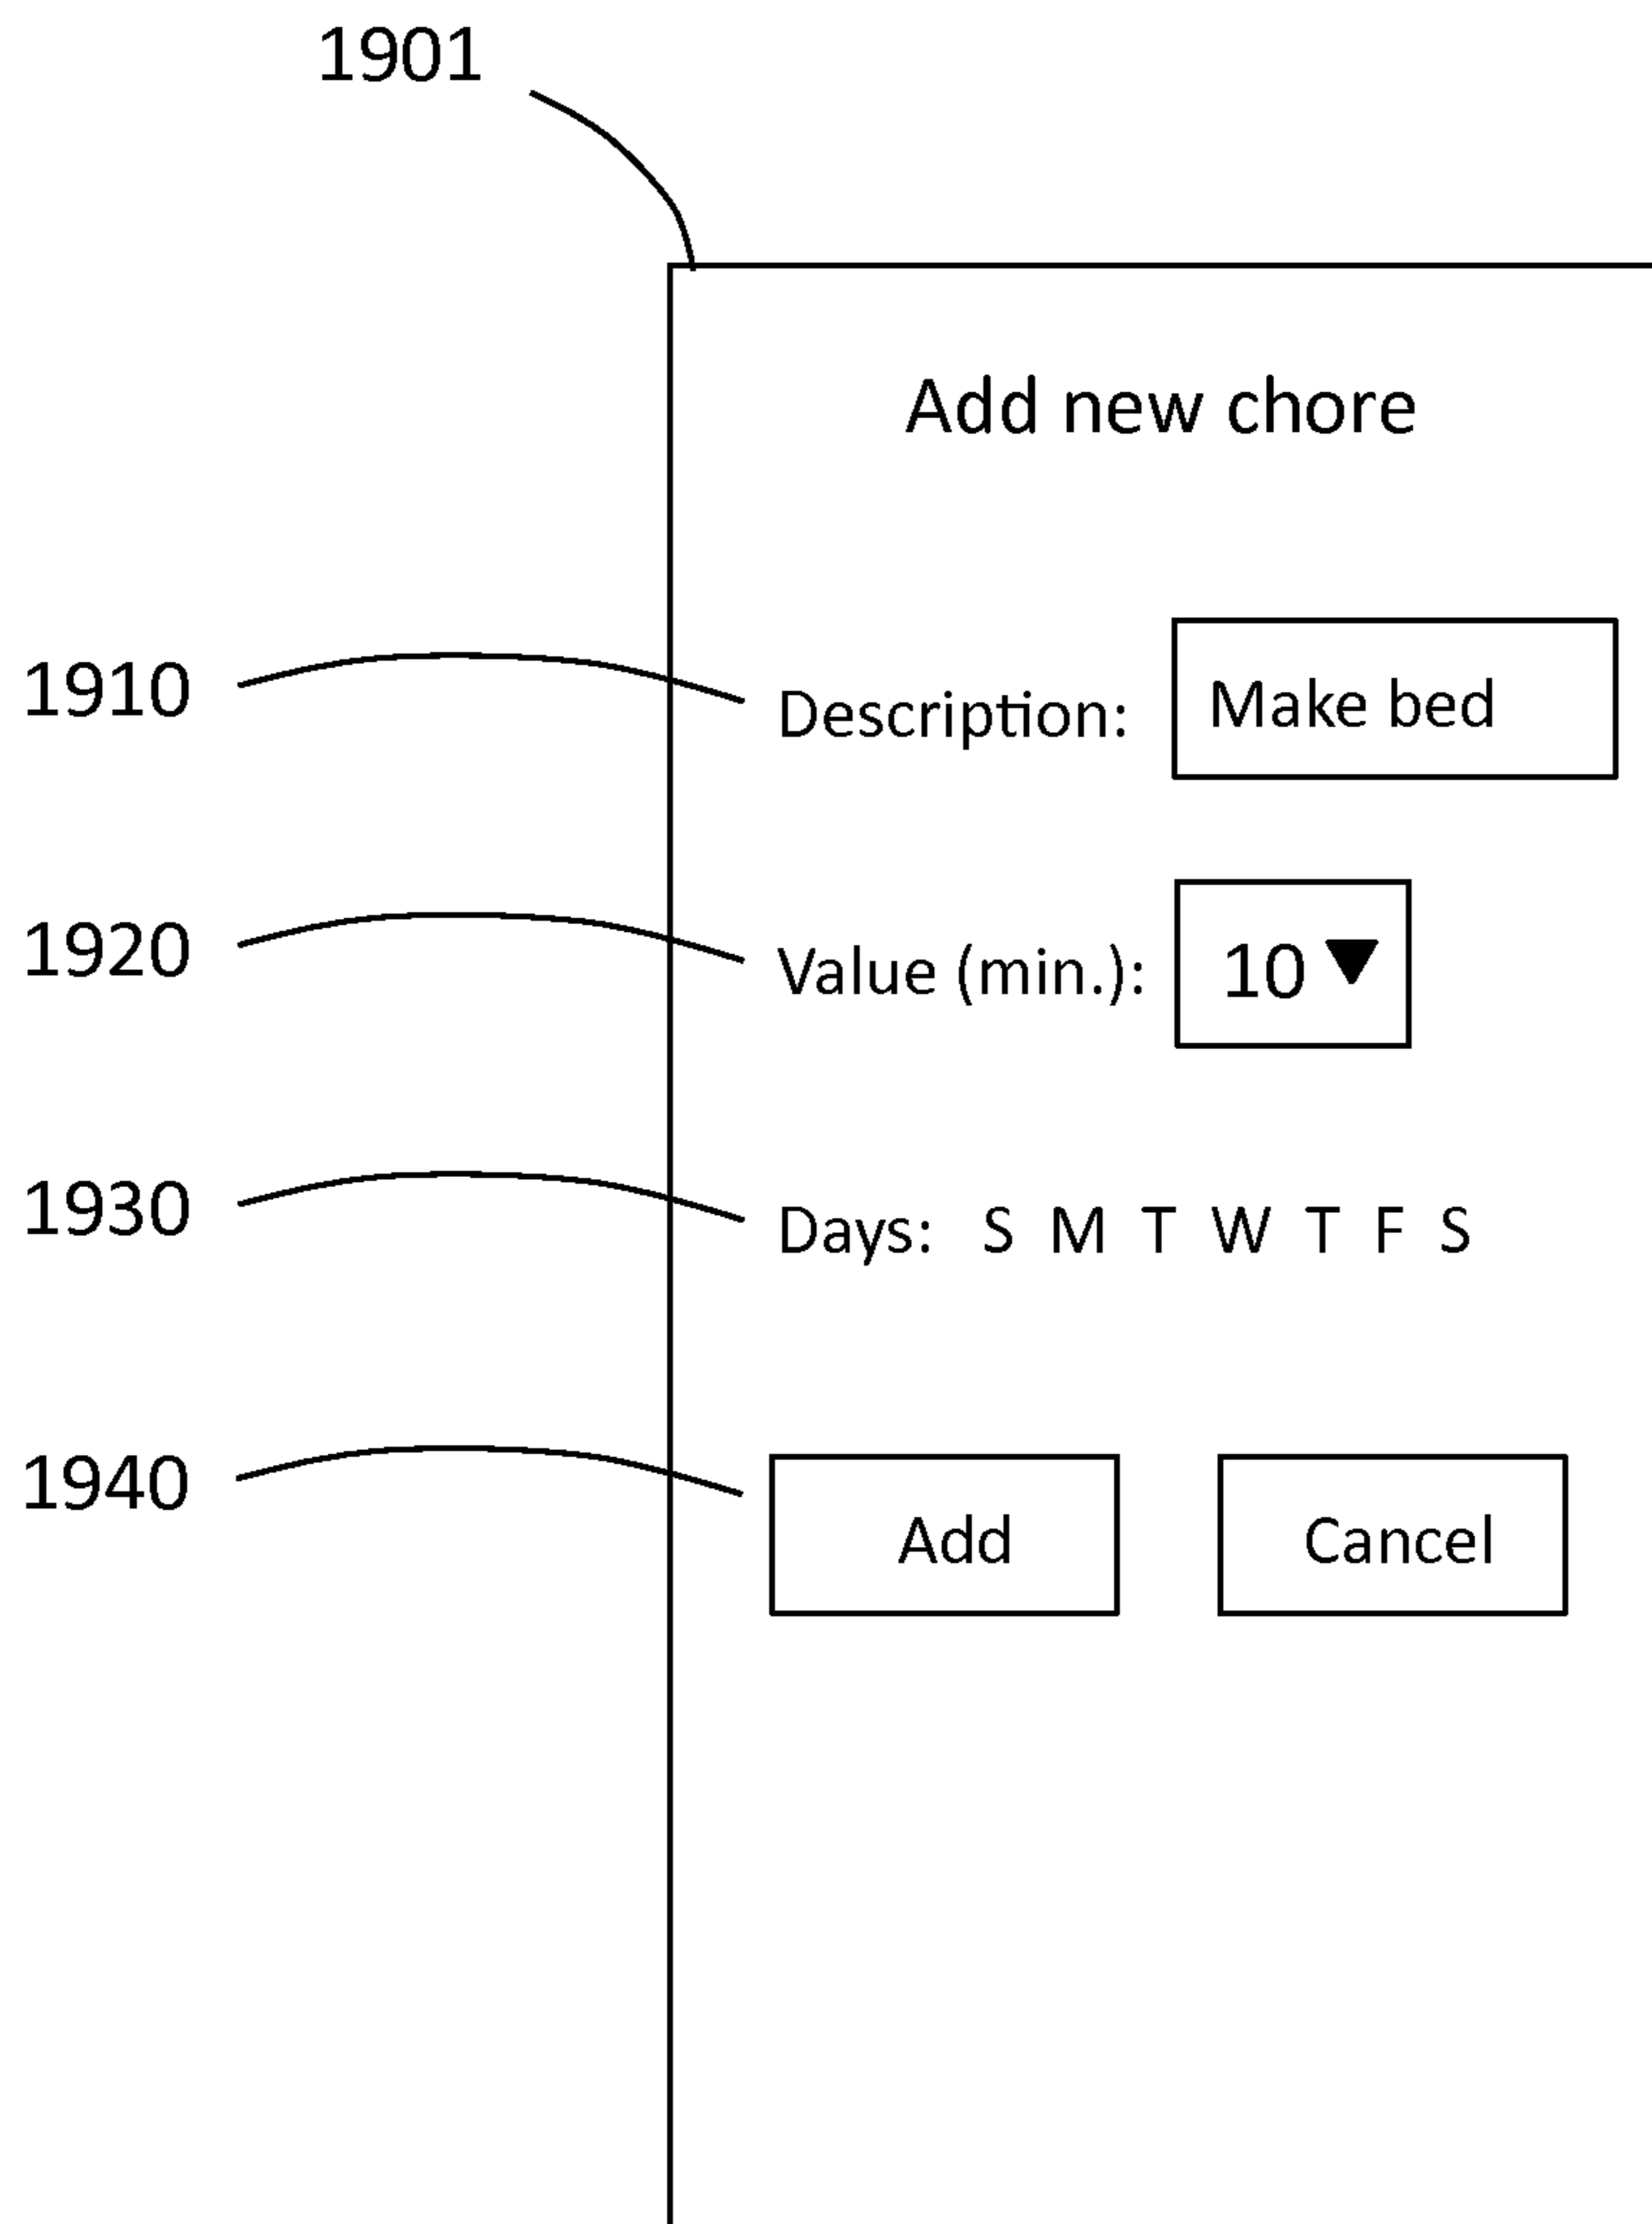 1901
Add new chore
1910 Description: Make bed
1920 Value (min.): 10
1930 Days: S M T W T F S
1940 Add Cancel